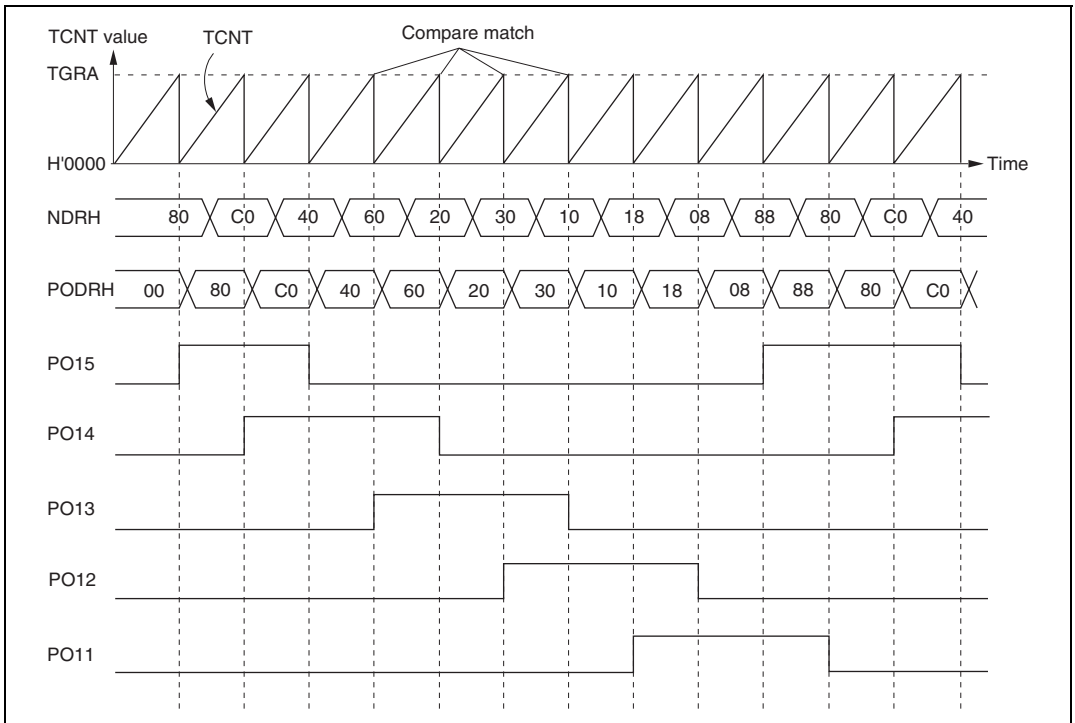 TCNT value
TCNT
Compare match
TGRA
H'0000
Time
NDRH 80 C0 40 60 20 30 10 18 08 88 80 C0 40
PODRH 00 80 C0 40 60 20 30 10 18 08 88 80 C0
PO15
PO14
PO13
PO12
PO11